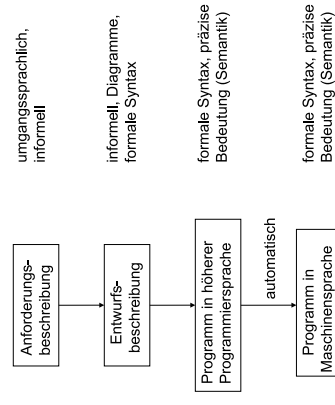 Anforderungs-
beschreibung
umgangssprachlich,
informell
Entwurfs-
beschreibung
informell, Diagramme,
formale Syntax
Programm in höherer
Programmiersprache
formale Syntax, präzise
Bedeutung (Semantik)
automatisch
Programm in
Maschinensprache
formale Syntax, präzise
Bedeutung (Semantik)